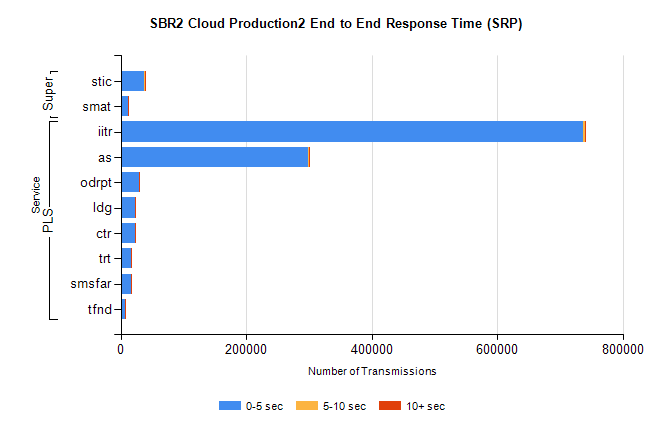 SBR2 Cloud Production2 End to End Response Time (SRP)
Super
stic
smat
Service
PLS
iitr
as
odrpt
ldg
ctr
trt
smsfar
tfnd
0 200000 400000 600000 800000
Number of Transmissions
0-5 sec 5-10 sec 10+ sec